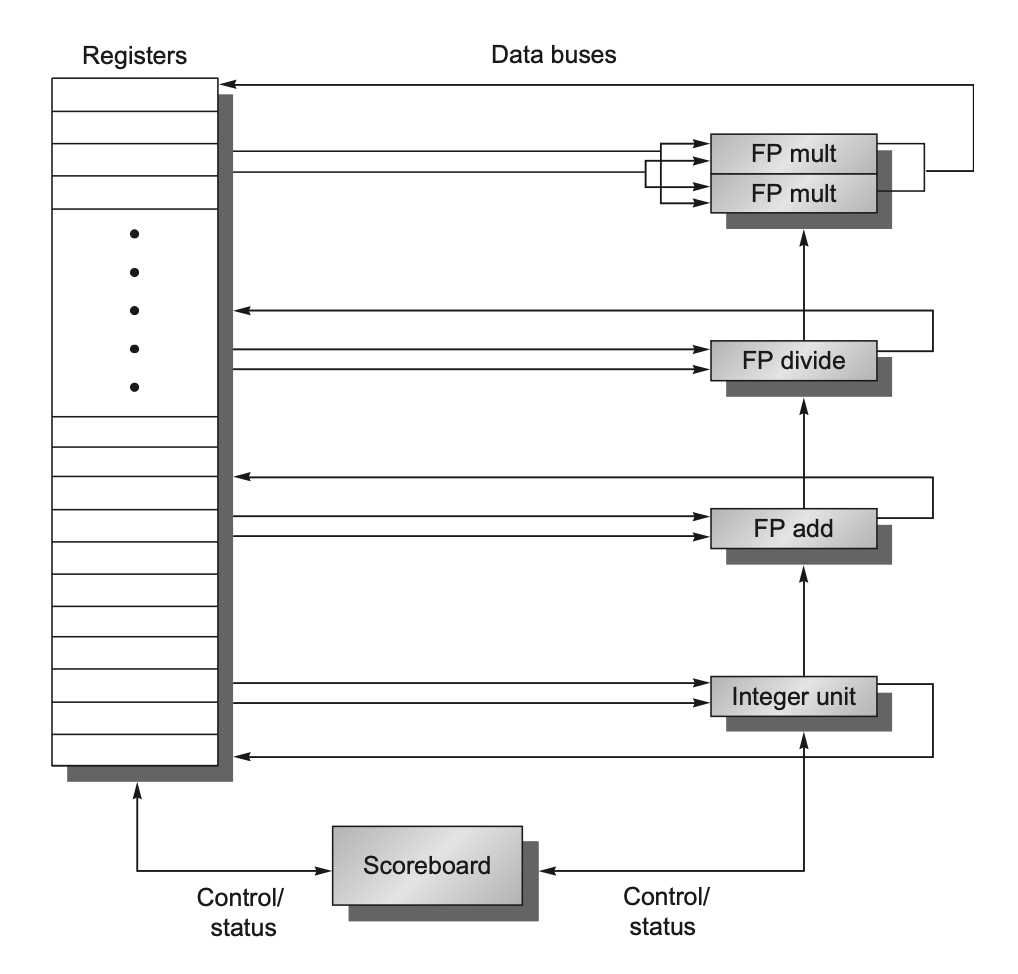 Registers
Data buses
FP mult
FP mult
FP divide
FP add
Integer unit
Scoreboard
Control/
status
Control/
status